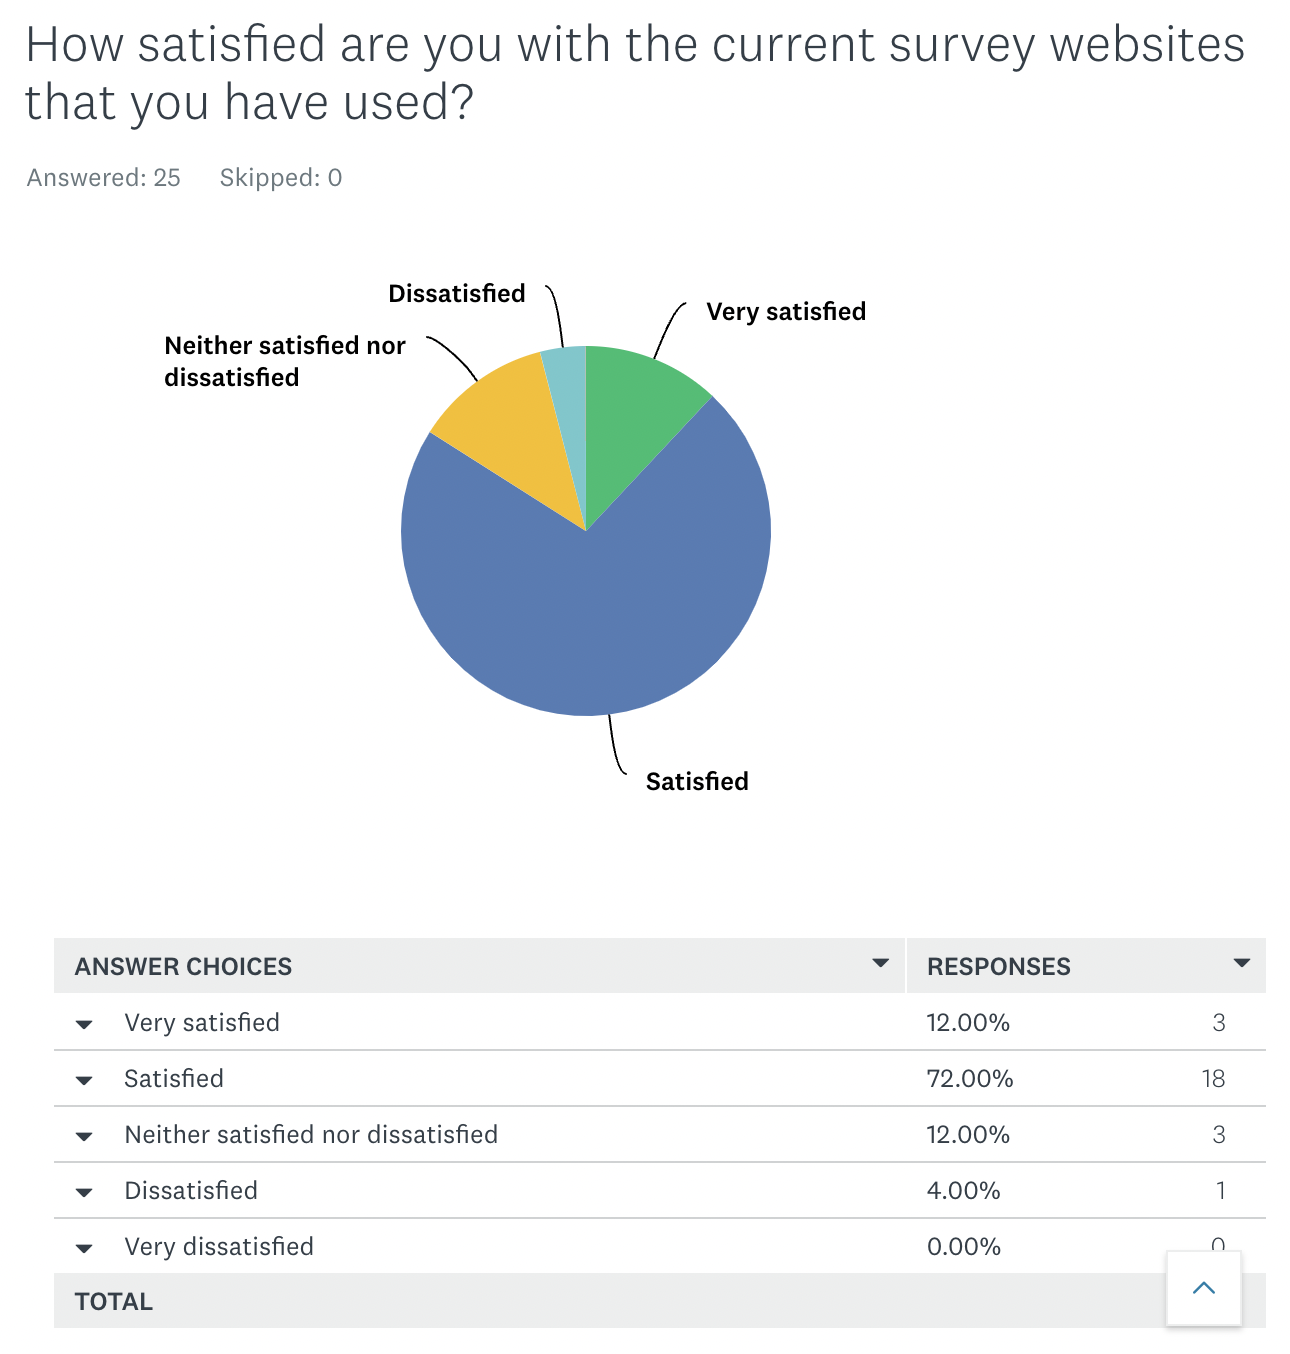 How satisfied are you with the current survey websites
that you have used?
Answered: 25 Skipped: 0
Dissatisfied
Very satisfied
Neither satisfied nor
dissatisfied
Satisfied
ANSWER CHOICES RESPONSES
Very satisfied 12.00% 3
Satisfied 72.00% 18
Neither satisfied nor dissatisfied 12.00% 3
Dissatisfied 4.00% 1
Very dissatisfied 0.00% 0
TOTAL